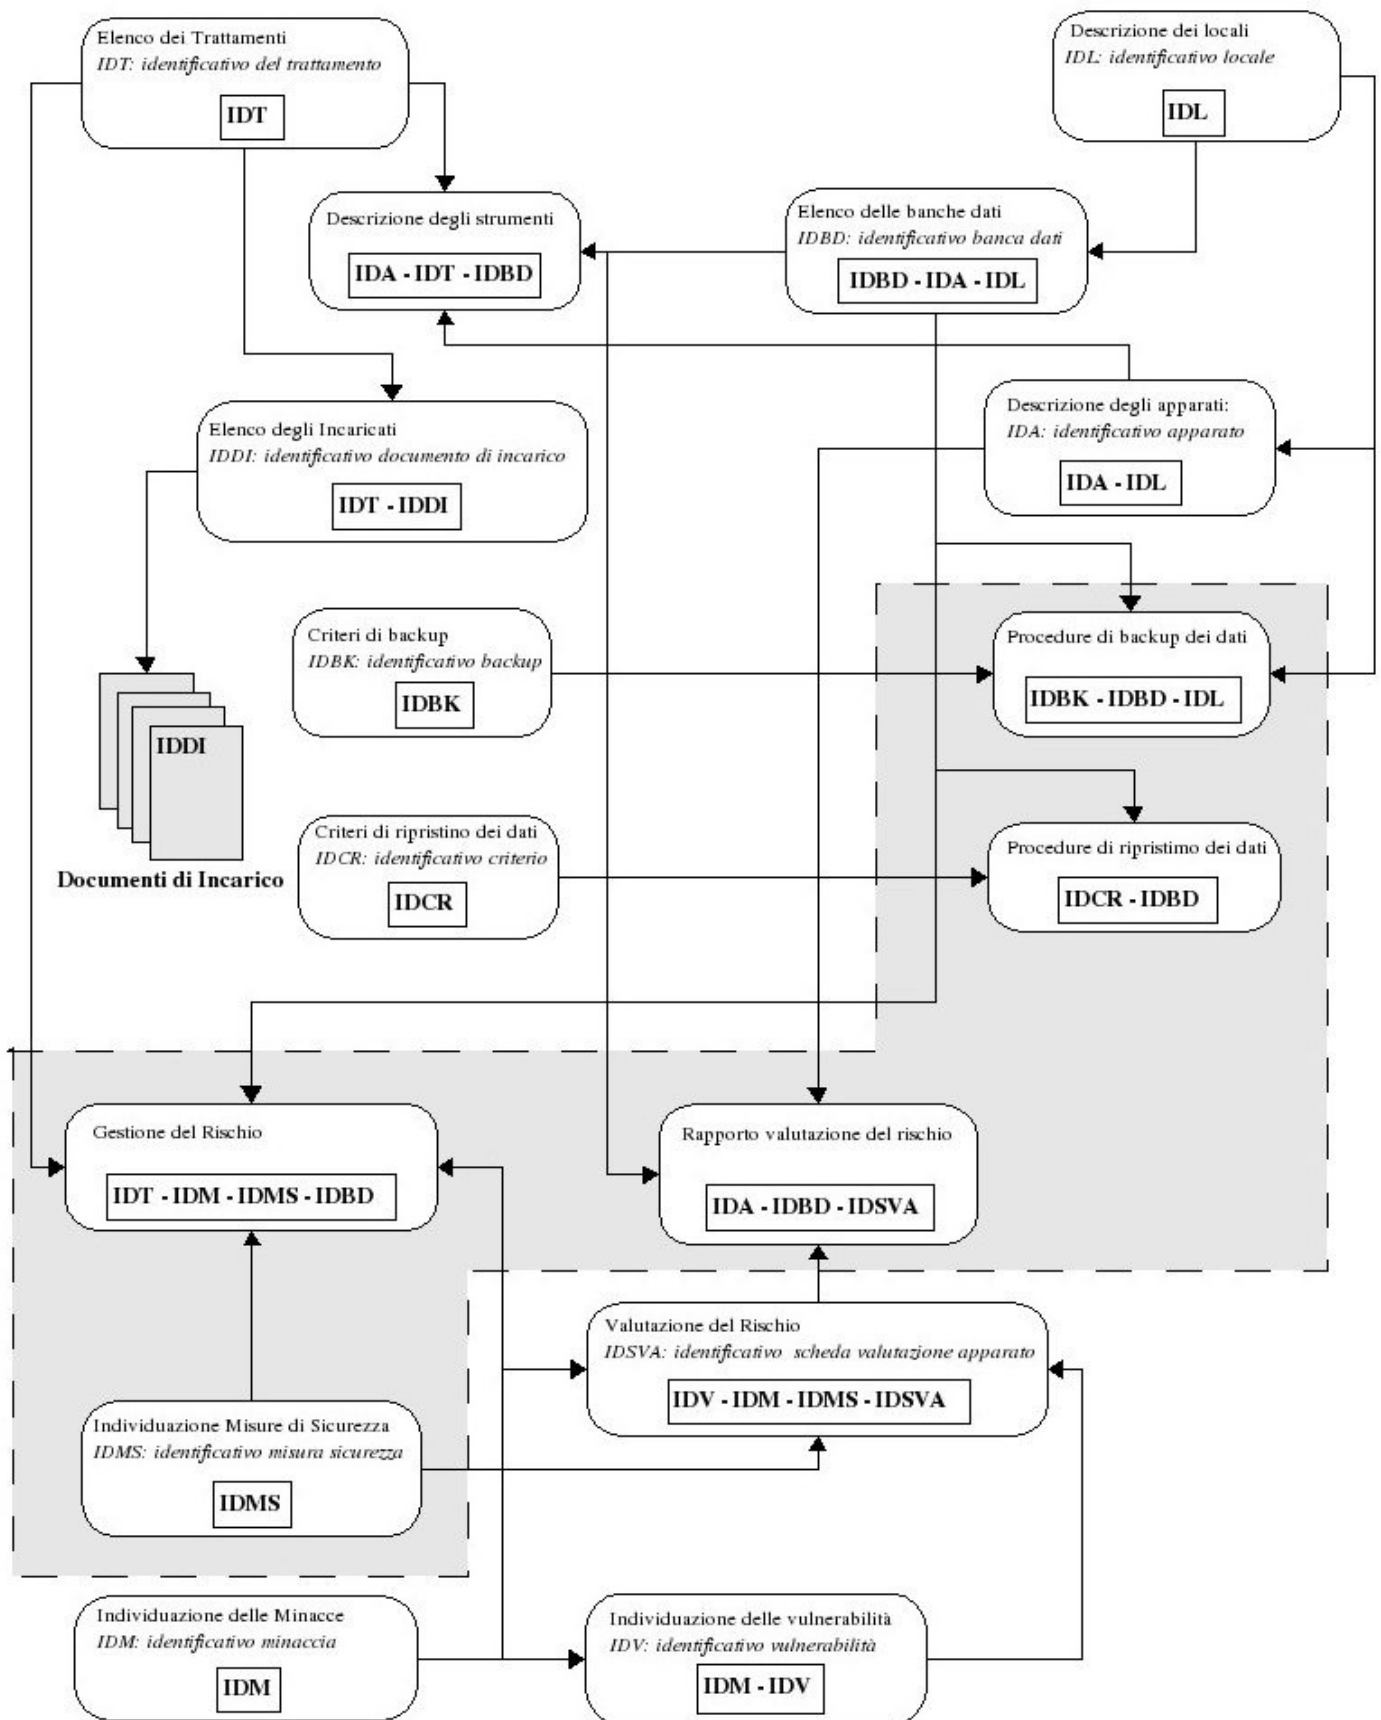 Elenco dei Trattamenti
IDT: identificativo del trattamento
IDT
Descrizione dei locali
IDL: identificativo locale
IDL
Descrizione degli strumenti
IDA - IDT - IDBD
Elenco delle banche dati
IDBD: identificativo banca dati
IDBD - IDA - IDL
Elenco degli Incaricati
IDDI: identificativo documento di incarico
IDT - IDDI
Descrizione degli apparati:
IDA: identificativo apparato
IDA - IDL
Criteri di backup
IDBK: identificativo backup
IDBK
Procedure di backup dei dati
IDBK - IDBD - IDL
IDDI
Documenti di Incarico
Criteri di ripristino dei dati
IDCR: identificativo criterio
IDCR
Procedure di ripristimo dei dati
IDCR - IDBD
Gestione del Rischio
IDT - IDM - IDMS - IDBD
Rapporto valutazione del rischio
IDA - IDBD - IDSVA
Valutazione del Rischio
IDSVA: identificativo scheda valutazione apparato
IDV - IDM - IDMS - IDSVA
Individuazione Misure di Sicurezza
IDMS: identificativo misura sicurezza
IDMS
Individuazione delle Minacce
IDM: identificativo minaccia
IDM
Individuazione delle vulnerabilità
IDV: identificativo vulnerabilità
IDM - IDV